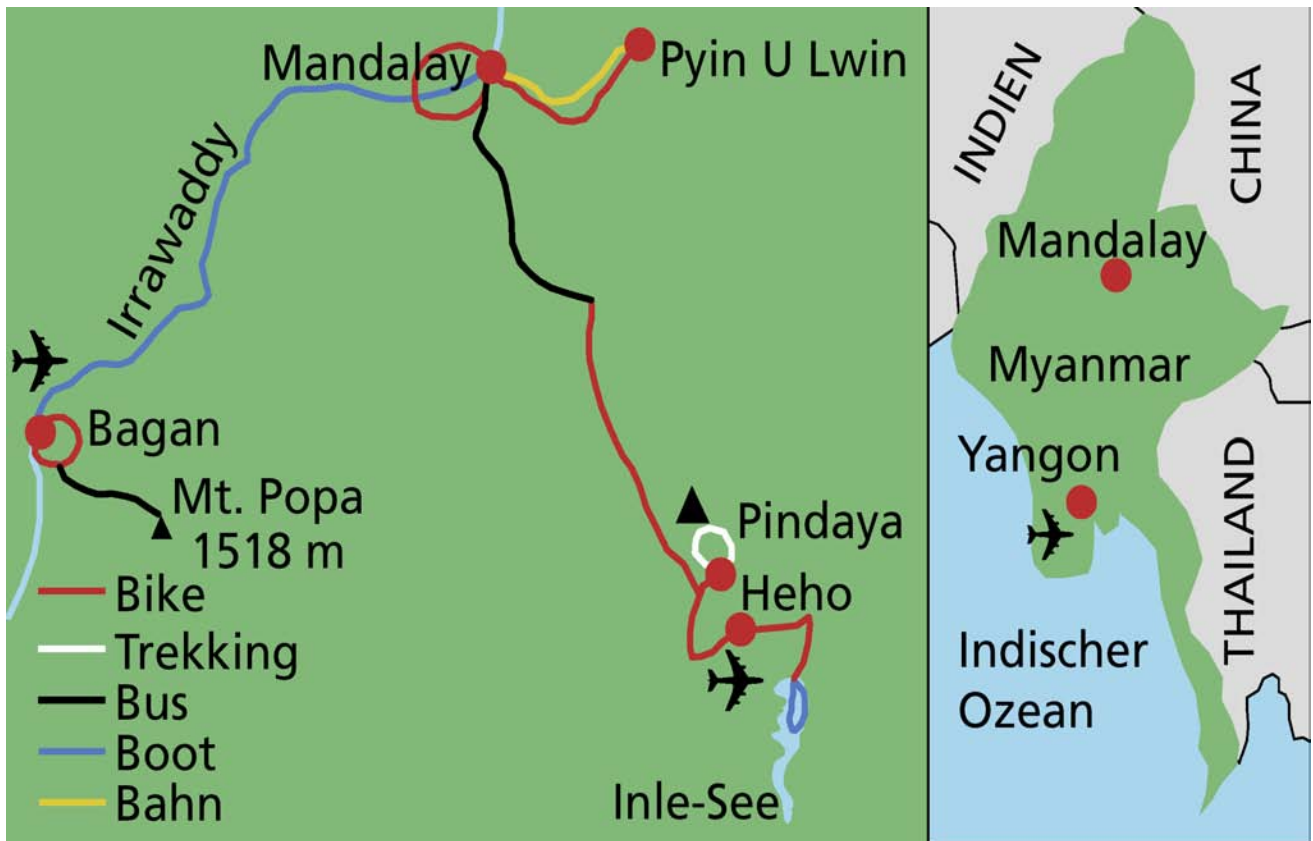 Mandalay
Pyin U Lwin
Irrawaddy
Bagan
Mt. Popa
1518 m
Pindaya
Heho
Inle-See
Bike
Trekking
Bus
Boot
Bahn
INDIEN
CHINA
Mandalay
Myanmar
Yangon
THAILAND
Indischer
Ozean